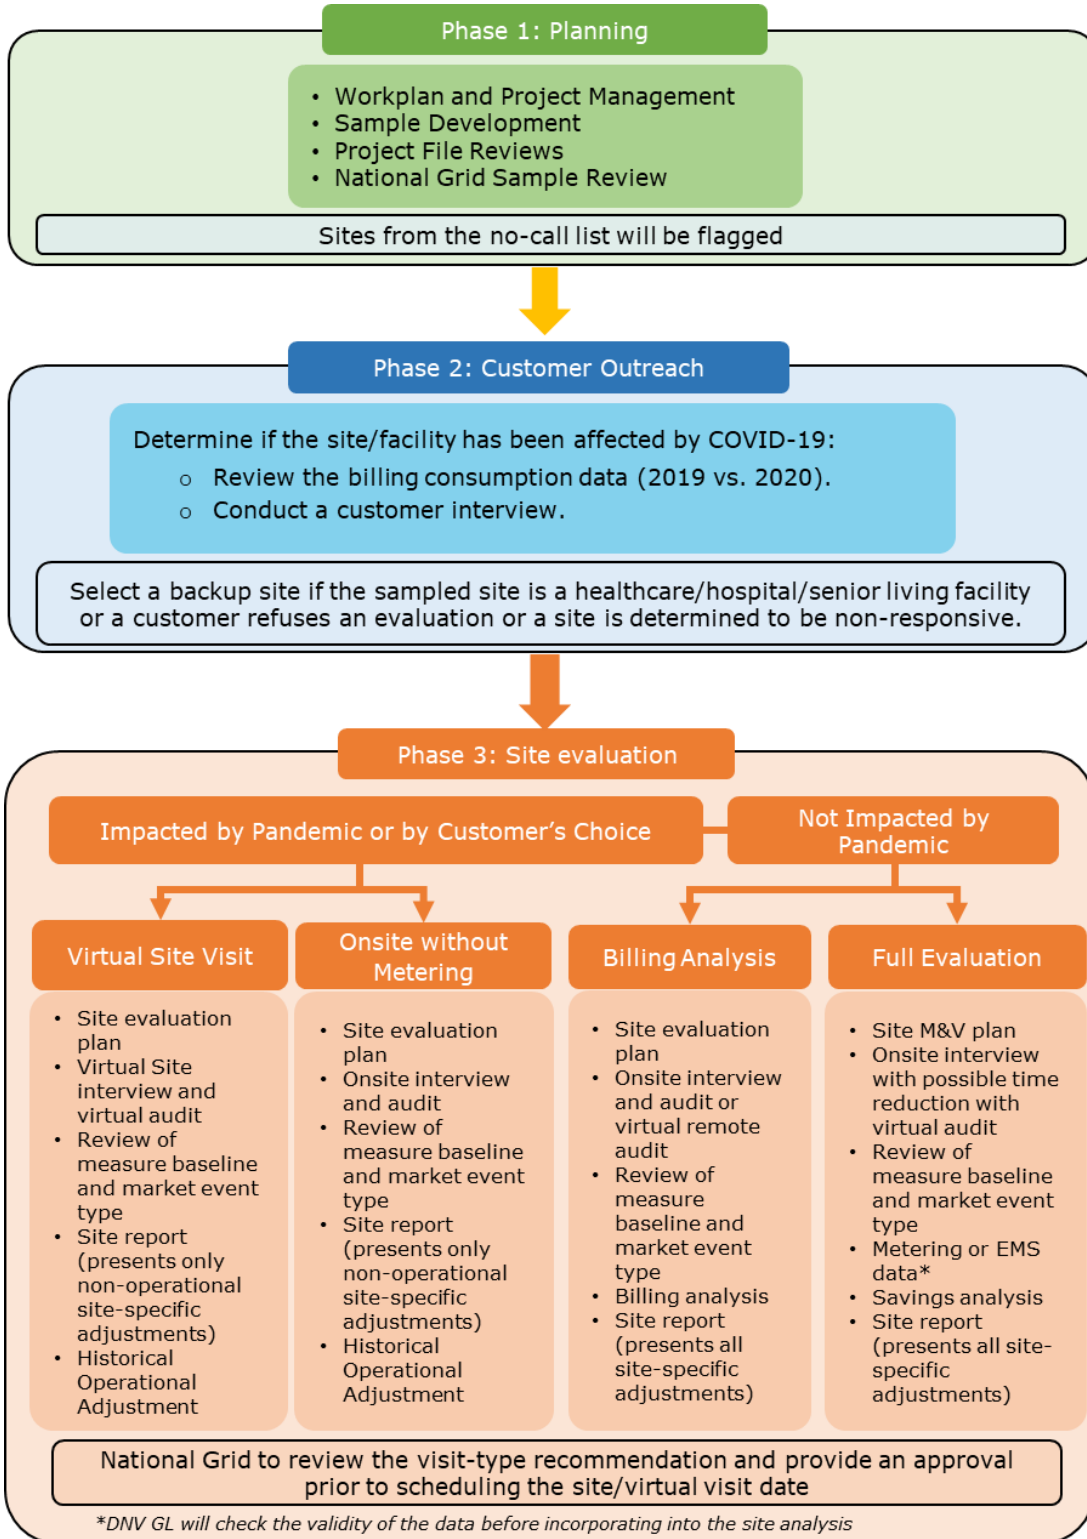 Phase 1: Planning
• Workplan and Project Management
• Sample Development
• Project File Reviews
• National Grid Sample Review
Sites from the no-call list will be flagged
Phase 2: Customer Outreach
Determine if the site/facility has been affected by COVID-19:
o Review the billing consumption data (2019 vs. 2020).
o Conduct a customer interview.
Select a backup site if the sampled site is a healthcare/hospital/senior living facility
or a customer refuses an evaluation or a site is determined to be non-responsive.
Phase 3: Site evaluation
Impacted by Pandemic or by Customer's Choice
Not Impacted by
Pandemic
Virtual Site Visit
• Site evaluation
plan
• Virtual Site
interview and
virtual audit
• Review of
measure baseline
and market event
type
• Site report
(presents only
non-operational
site-specific
adjustments)
• Historical
Operational
Adjustment
Onsite without
Metering
• Site evaluation
plan
• Onsite interview
and audit
• Review of
measure baseline
and market event
type
• Site report
(presents only
non-operational
site-specific
adjustments)
• Historical
Operational
Adjustment
Billing Analysis
• Site evaluation
plan
• Onsite interview
and audit or
virtual remote
audit
• Review of
measure
baseline and
market event
type
• Billing analysis
• Site report
(presents all
site-specific
adjustments)
Full Evaluation
• Site M&V plan
• Onsite interview
with possible time
reduction with
virtual audit
• Review of
measure baseline
and market event
type
• Metering or EMS
data*
• Savings analysis
• Site report
(presents all site-
specific
adjustments)
National Grid to review the visit-type recommendation and provide an approval
prior to scheduling the site/virtual visit date
*DNV GL will check the validity of the data before incorporating into the site analysis